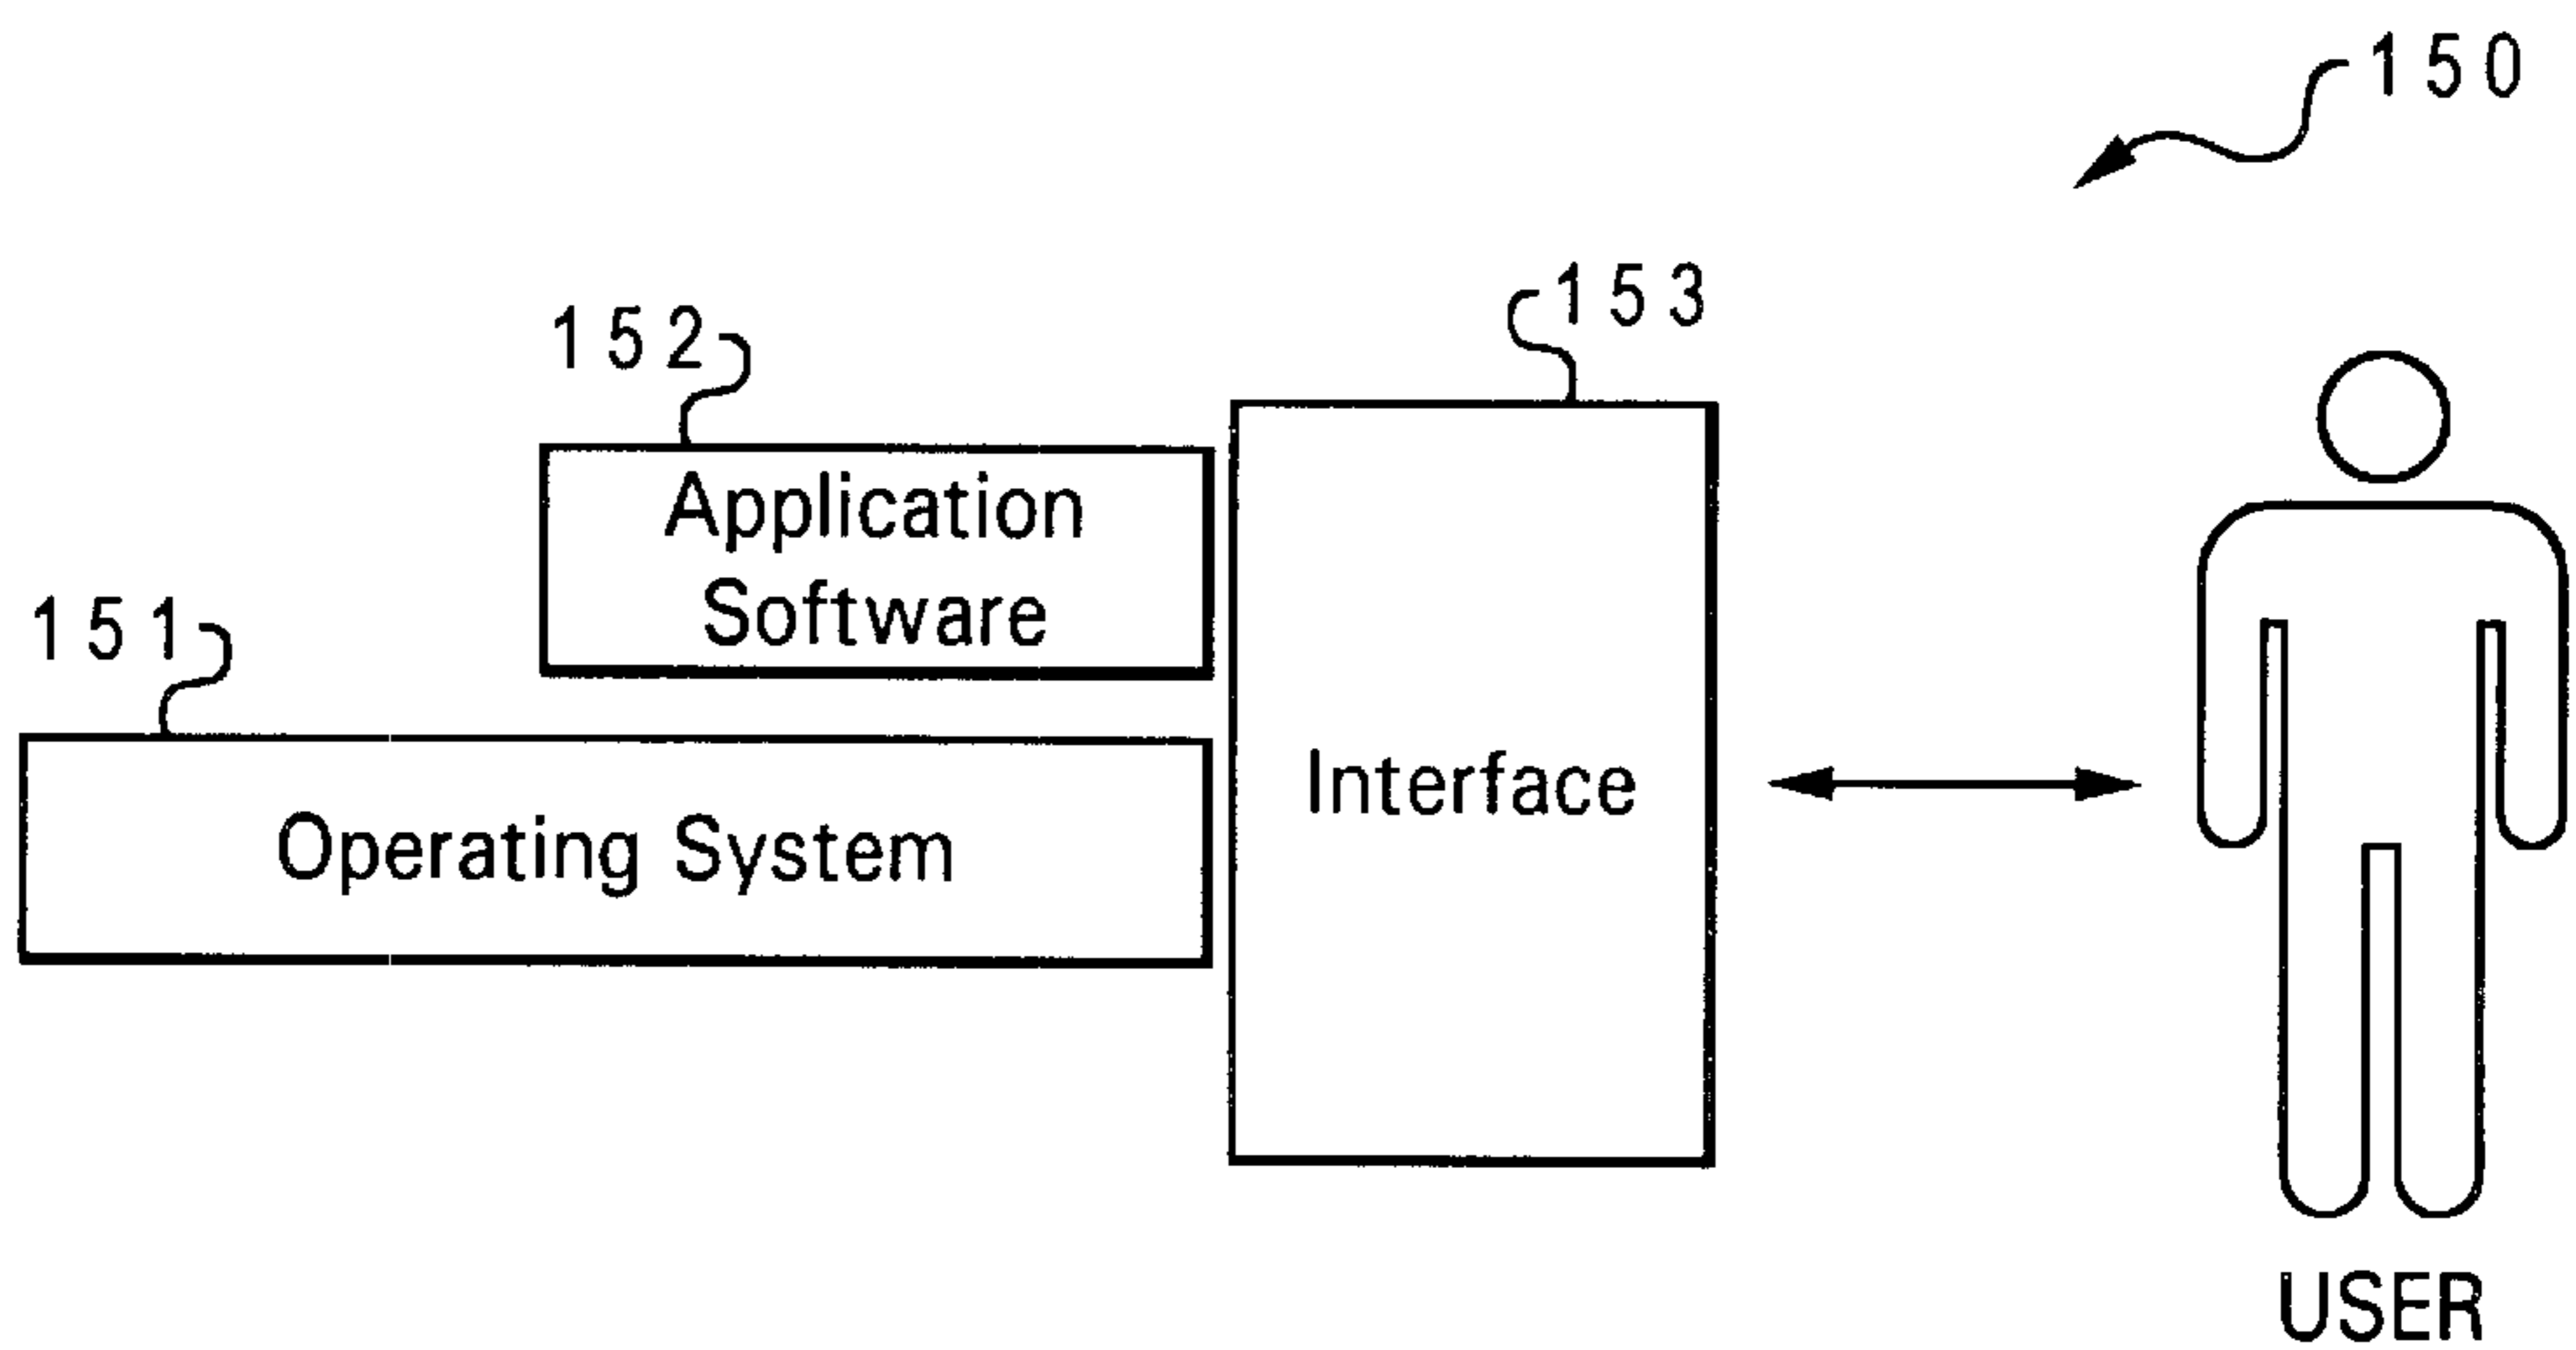 150
153
152
Application
Software
151
Interface
Operating System
USER